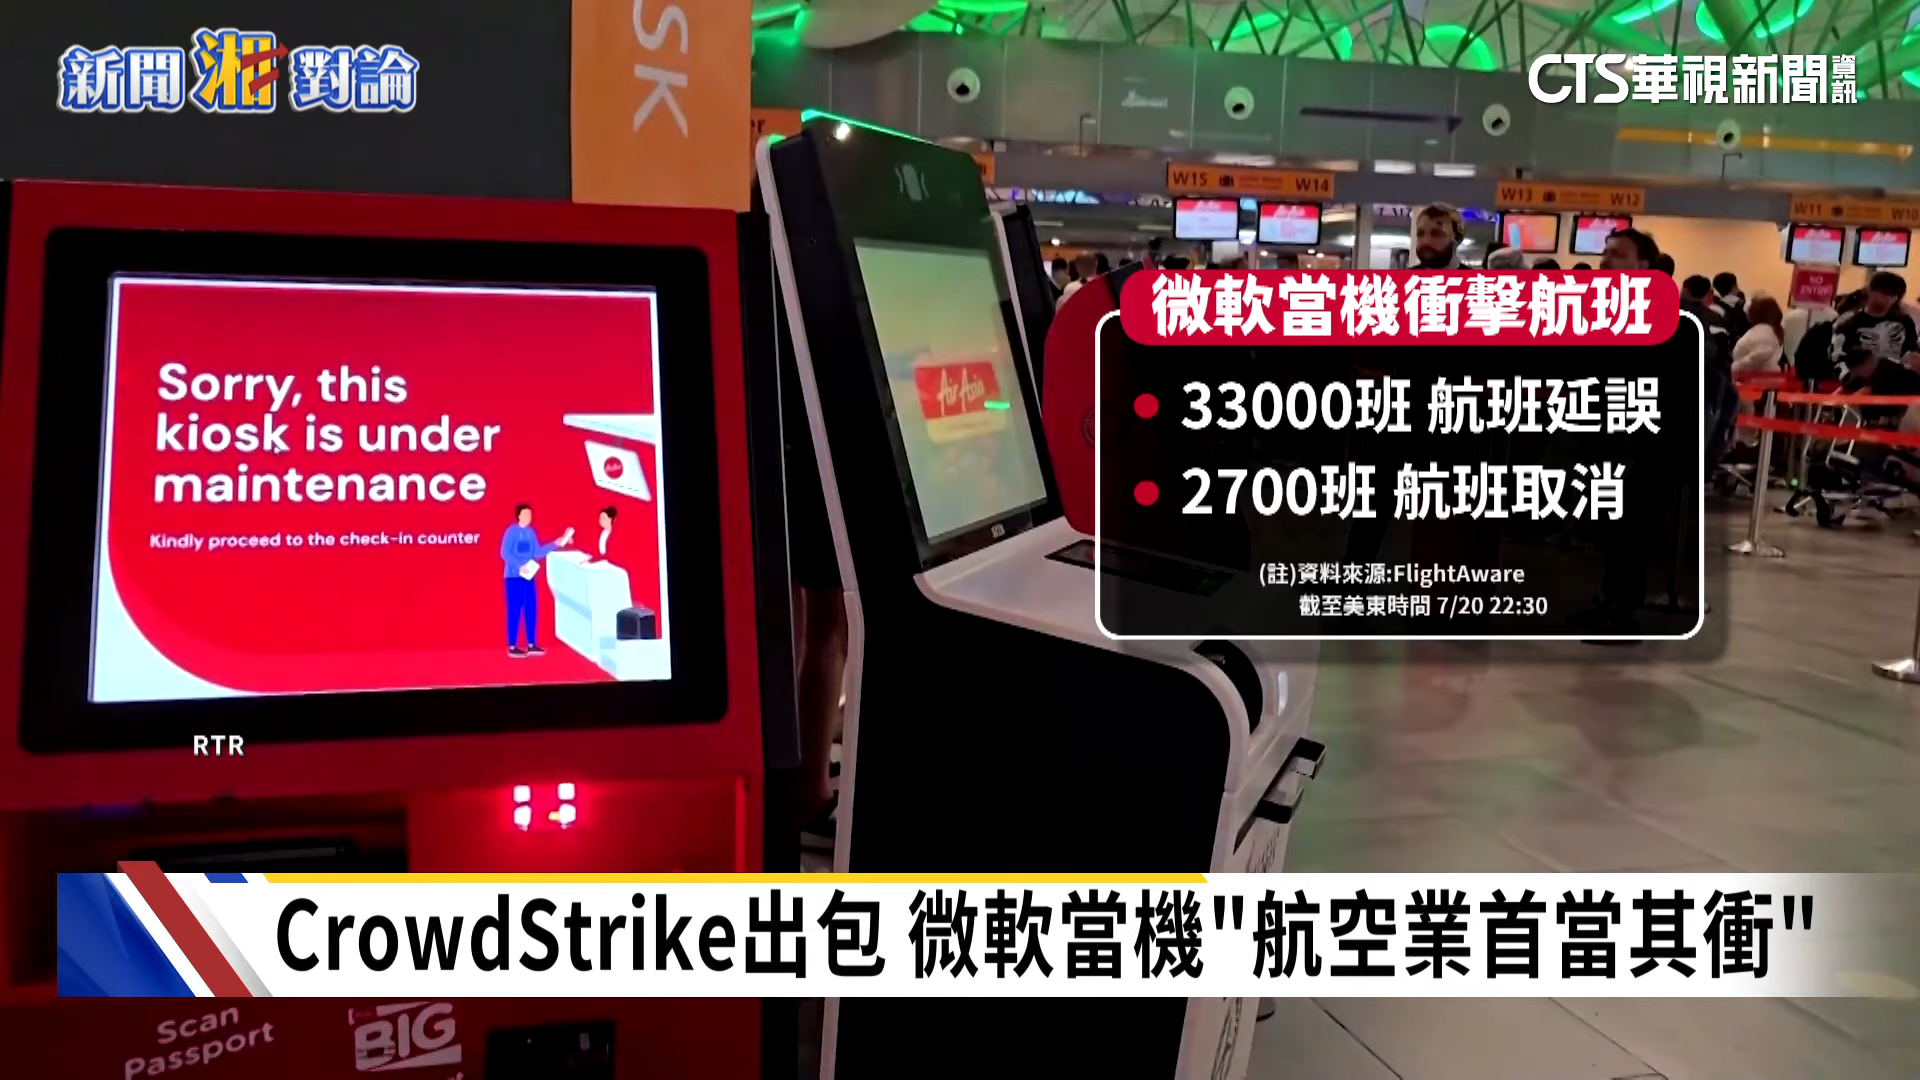 新聞湘對論
CTS華視新聞資訊
SK
W15 W14
W13 W12
W11 W10
NO ENTRY
Sorry, this
kiosk is under
maintenance
Kindly proceed to the check-in counter
AirAsia
微軟當機衝擊航班
33000班 航班延誤
2700班 航班取消
(註)資料來源:FlightAware
截至美東時間 7/20 22:30
RTR
CrowdStrike出包 微軟當機"航空業首當其衝"
Scan
Passport
BIG